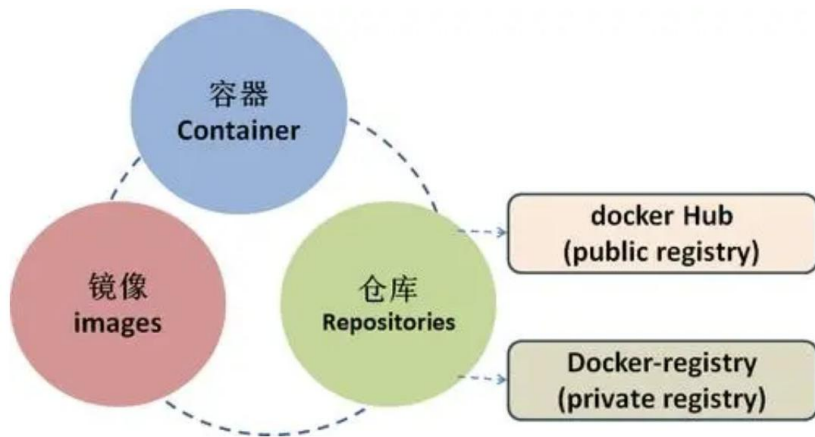 容器
Container
镜像
images
仓库
Repositories
docker Hub
(public registry)
Docker-registry
(private registry)